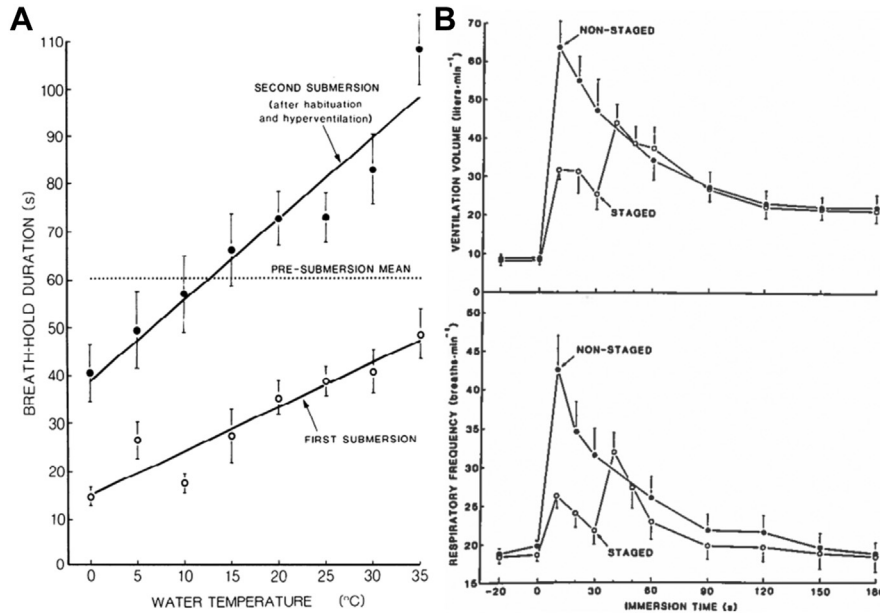 A
110
100
90
80
70
60
50
40
30
20
10
0
BREATH-HOLD DURATION (s)
SECOND SUBMERSION
(after habituation
and hyperventilation)
PRE-SUBMERSION MEAN
FIRST SUBMERSION
0 5 10 15 20 25 30 35
WATER TEMPERATURE (°C)
B
70
60
50
40
30
20
10
VENTILATION VOLUME (liters·min⁻¹)
NON-STAGED
STAGED
45
40
35
30
25
20
15
RESPIRATORY FREQUENCY (breaths·min⁻¹)
NON-STAGED
STAGED
-20 0 30 60 90 120 150 180
IMMERSION TIME (s)